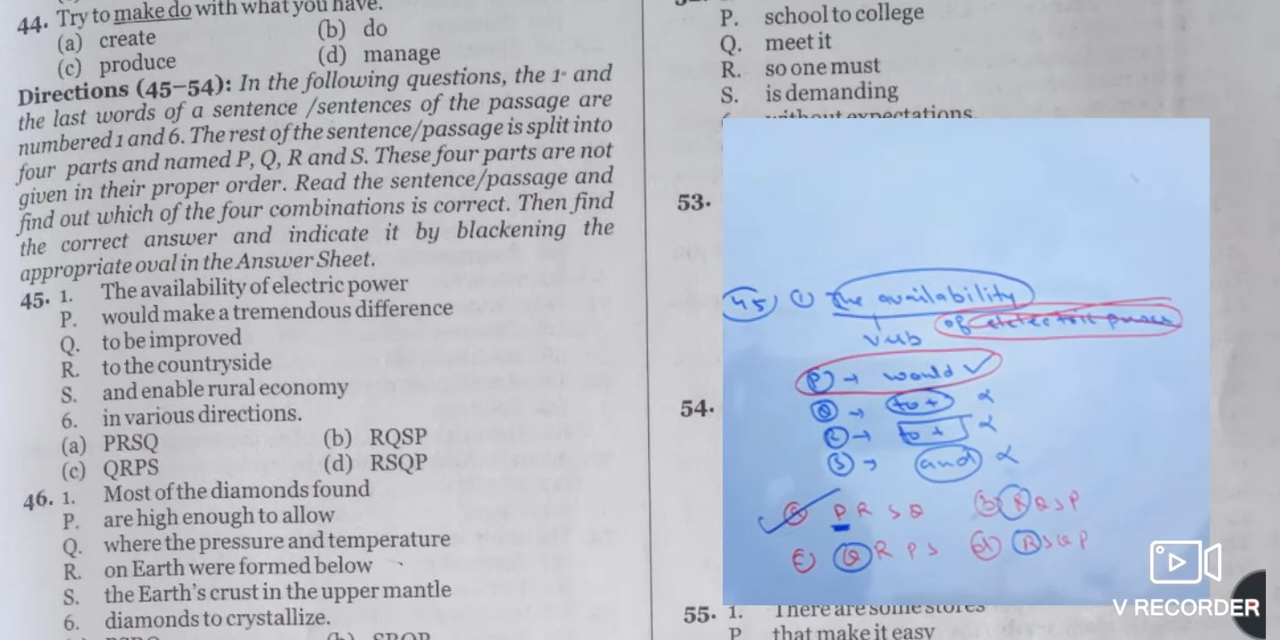 44. Try to make do with what you have.
(a) create (b) do
(c) produce (d) manage
Directions (45–54): In the following questions, the 1 and
the last words of a sentence /sentences of the passage are
numbered 1 and 6. The rest of the sentence/passage is split into
four parts and named P, Q, R and S. These four parts are not
given in their proper order. Read the sentence/passage and
find out which of the four combinations is correct. Then find
the correct answer and indicate it by blackening the
appropriate oval in the Answer Sheet.
45. 1. The availability of electric power
P. would make a tremendous difference
Q. to be improved
R. to the countryside
S. and enable rural economy
6. in various directions.
(a) PRSQ (b) RQSP
(c) QRPS (d) RSQP
46. 1. Most of the diamonds found
P. are high enough to allow
Q. where the pressure and temperature
R. on Earth were formed below
S. the Earth's crust in the upper mantle
6. diamonds to crystallize.
(b) SPQR
P. school to college
Q. meet it
R. so one must
S. is demanding
without expectations.
53.
45) 1 The availability
of
verb
P) → would ✓
Q → to + x
→ to + x
S → and x
P R S Q (b) R Q S P
Q R P S (d) R S Q P
54.
55. 1. There are some stores
P. that make it easy
V RECORDER